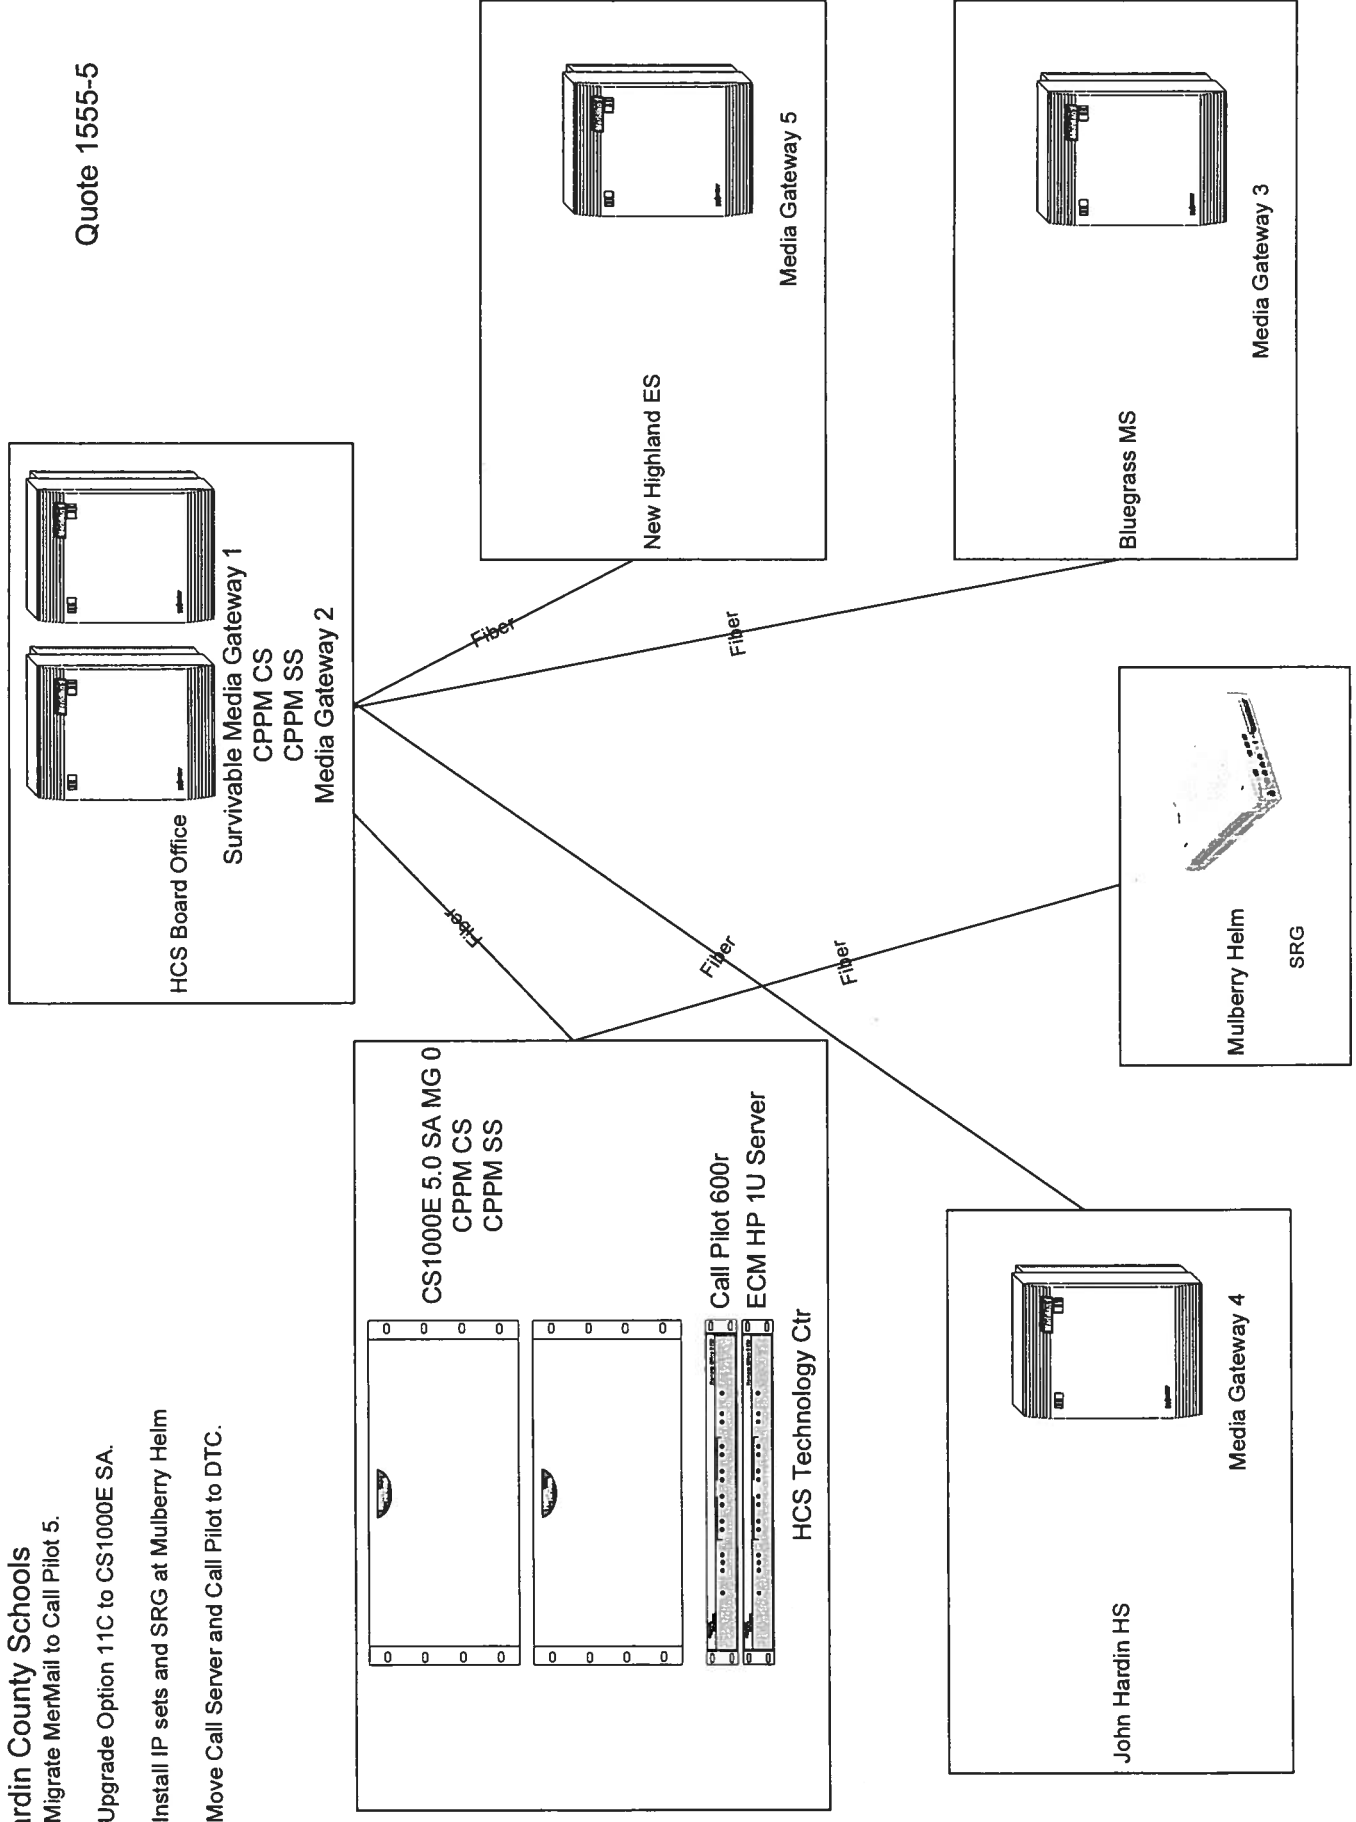 rdin County Schools
Migrate MerMail to Call Pilot 5.
Upgrade Option 11C to CS1000E SA.
Install IP sets and SRG at Mulberry Helm
Move Call Server and Call Pilot to DTC.
Quote 1555-5
HCS Board Office
Survivable Media Gateway 1
CPPM CS
CPPM SS
Media Gateway 2
CS1000E 5.0 SA MG 0
CPPM CS
CPPM SS
Call Pilot 600r
ECM HP 1U Server
HCS Technology Ctr
Fiber
Fiber
Fiber
Fiber
Fiber
New Highland ES
Media Gateway 5
John Hardin HS
Media Gateway 4
Mulberry Helm
SRG
Bluegrass MS
Media Gateway 3